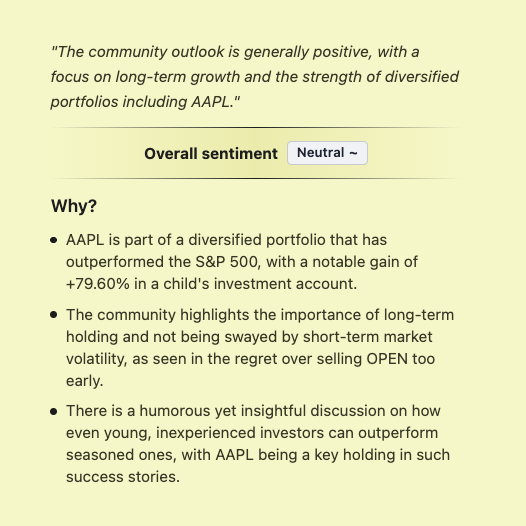 "The community outlook is generally positive, with a
focus on long-term growth and the strength of diversified
portfolios including AAPL."
Overall sentiment Neutral ~
Why?
• AAPL is part of a diversified portfolio that has
outperformed the S&P 500, with a notable gain of
+79.60% in a child's investment account.
• The community highlights the importance of long-term
holding and not being swayed by short-term market
volatility, as seen in the regret over selling OPEN too
early.
• There is a humorous yet insightful discussion on how
even young, inexperienced investors can outperform
seasoned ones, with AAPL being a key holding in such
success stories.